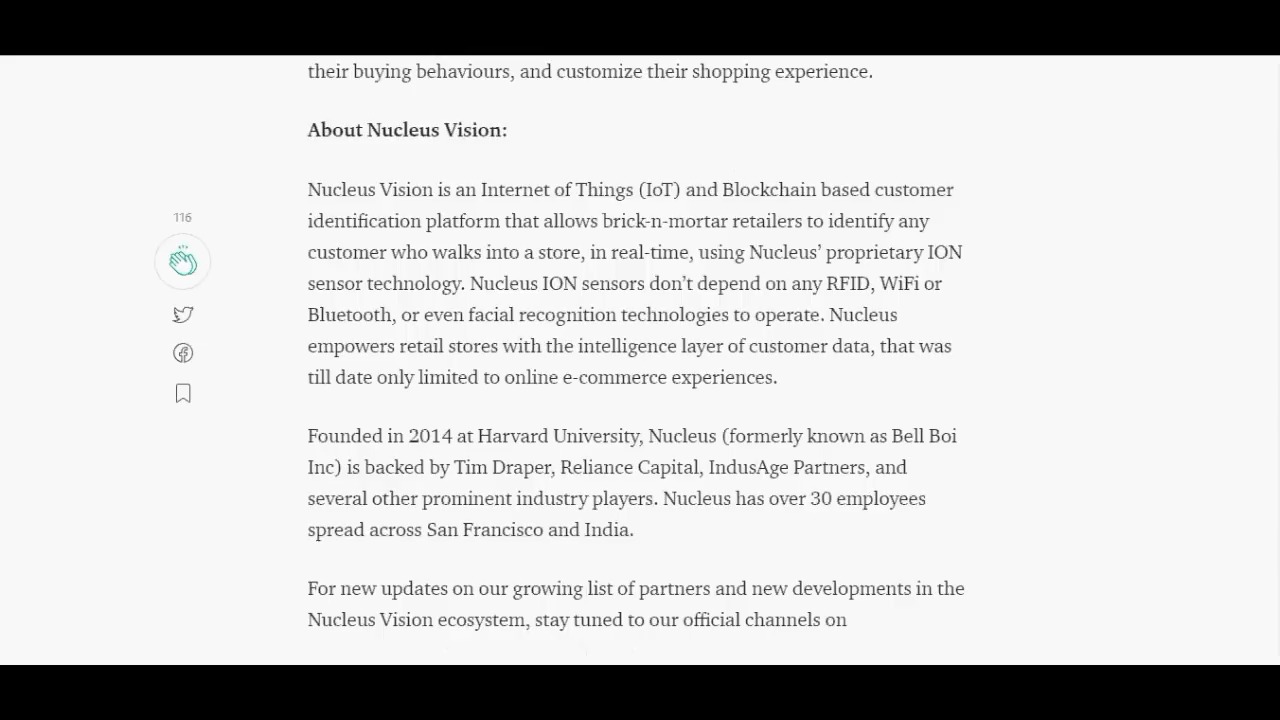 their buying behaviours, and customize their shopping experience.
About Nucleus Vision:
Nucleus Vision is an Internet of Things (IoT) and Blockchain based customer
identification platform that allows brick-n-mortar retailers to identify any
customer who walks into a store, in real-time, using Nucleus’ proprietary ION
sensor technology. Nucleus ION sensors don’t depend on any RFID, WiFi or
Bluetooth, or even facial recognition technologies to operate. Nucleus
empowers retail stores with the intelligence layer of customer data, that was
till date only limited to online e-commerce experiences.
116
Founded in 2014 at Harvard University, Nucleus (formerly known as Bell Boi
Inc) is backed by Tim Draper, Reliance Capital, IndusAge Partners, and
several other prominent industry players. Nucleus has over 30 employees
spread across San Francisco and India.
For new updates on our growing list of partners and new developments in the
Nucleus Vision ecosystem, stay tuned to our official channels on